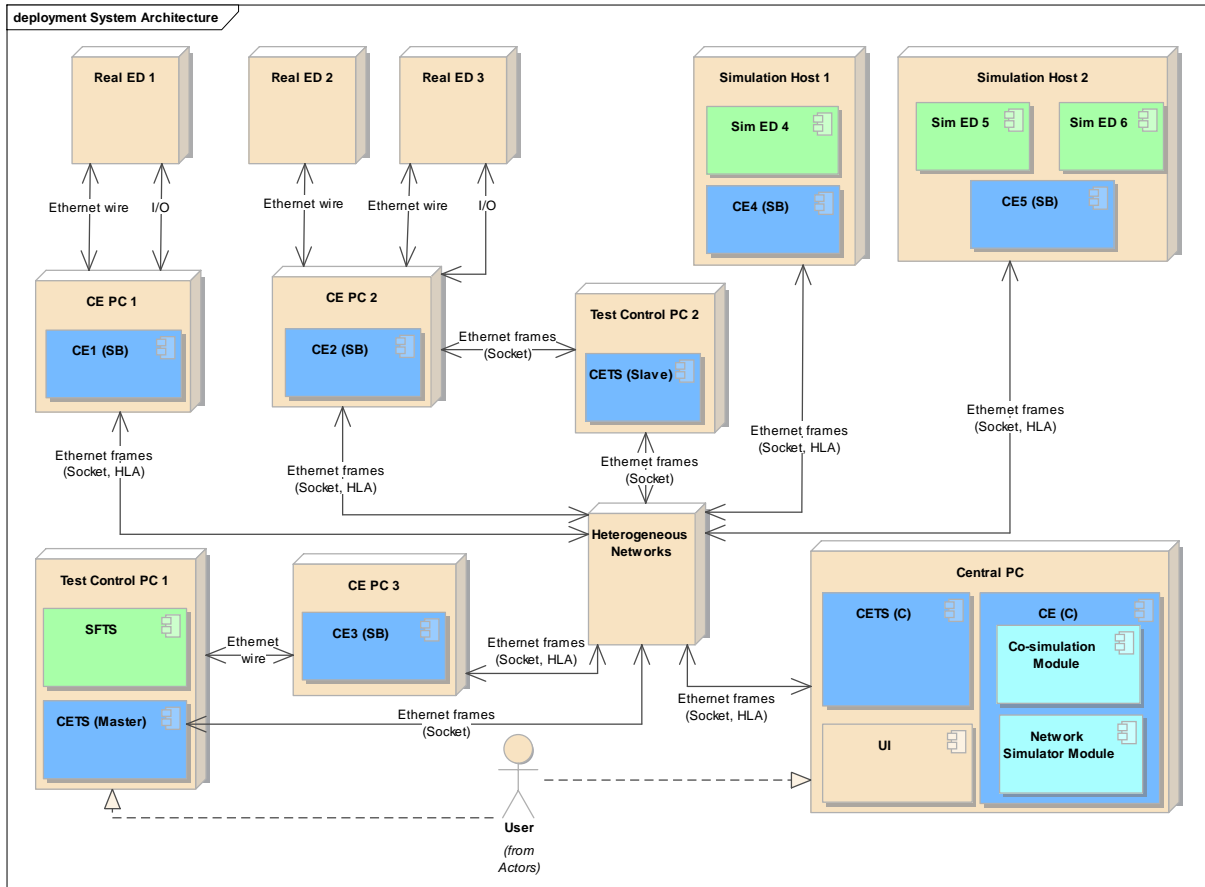 deployment System Architecture
Real ED 1
Real ED 2
Real ED 3
Simulation Host 1
Simulation Host 2
Sim ED 4
Sim ED 5
Sim ED 6
CE4 (SB)
CE5 (SB)
Ethernet wire
I/O
Ethernet wire
Ethernet wire
I/O
CE PC 1
CE1 (SB)
CE PC 2
CE2 (SB)
Ethernet frames
(Socket)
Test Control PC 2
CETS (Slave)
Ethernet frames
(Socket, HLA)
Ethernet frames
(Socket, HLA)
Ethernet frames
(Socket)
Ethernet frames
(Socket, HLA)
Ethernet frames
(Socket, HLA)
Heterogeneous
Networks
Test Control PC 1
SFTS
CETS (Master)
Ethernet
wire
CE PC 3
CE3 (SB)
Ethernet frames
(Socket, HLA)
Ethernet frames
(Socket)
Ethernet frames
(Socket, HLA)
Central PC
CETS (C)
CE (C)
Co-simulation
Module
Network
Simulator Module
UI
User
(from
Actors)